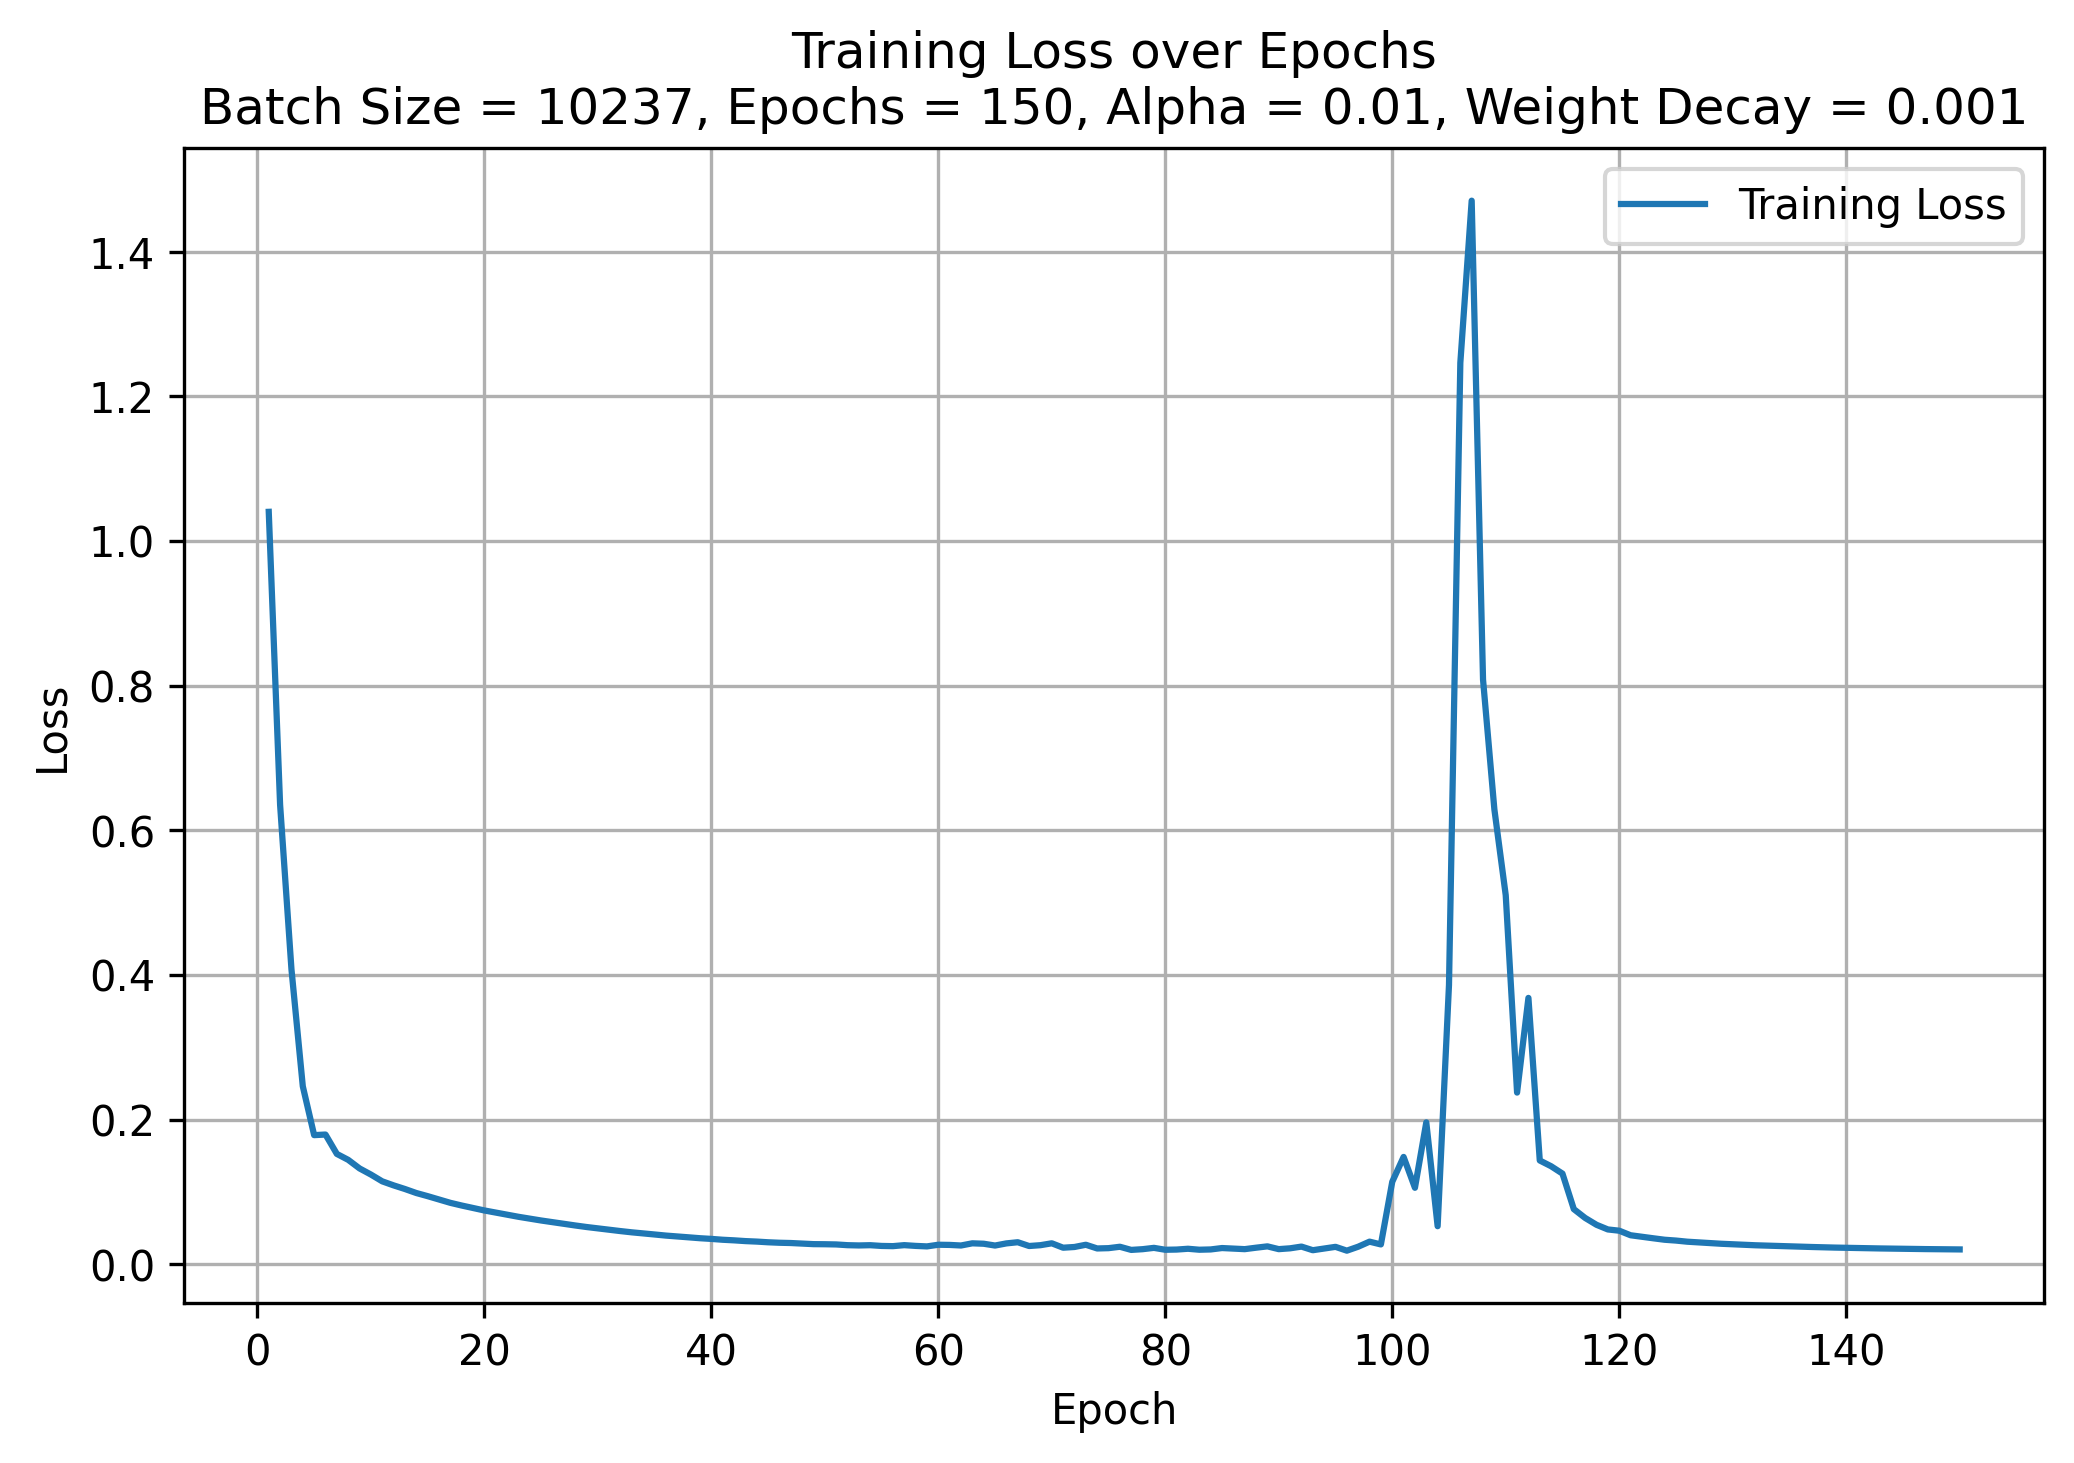 Training Loss over Epochs
Batch Size = 10237, Epochs = 150, Alpha = 0.01, Weight Decay = 0.001
Training Loss
1.4
1.2
1.0
0.8
0.6
0.4
0.2
0.0
Loss
0 20 40 60 80 100 120 140
Epoch